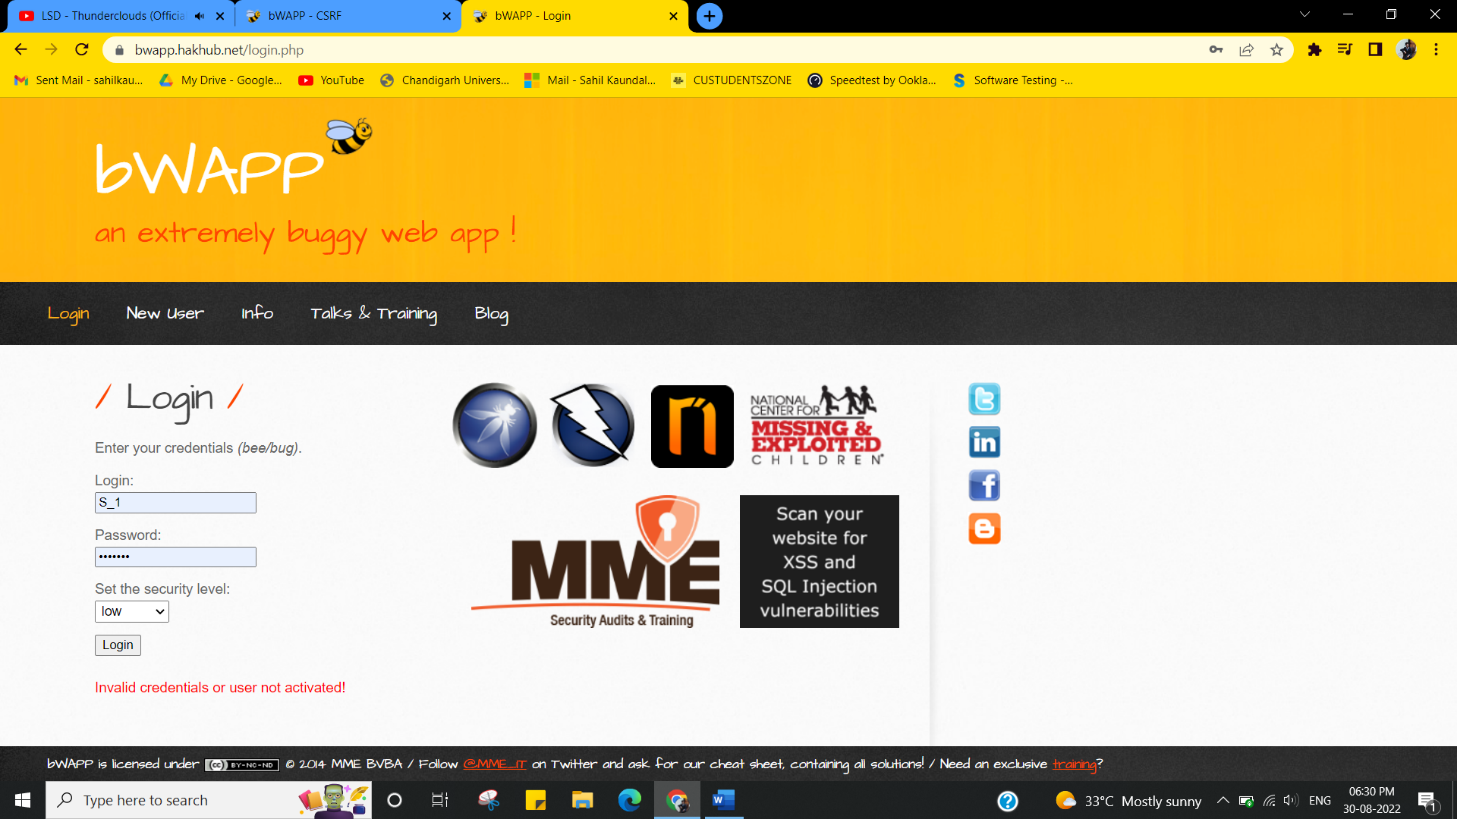 LSD - Thunderclouds (Officia
bWAPP - CSRF
bWAPP - Login
bwapp.hakhub.net/login.php
Sent Mail - sahilkau...
My Drive - Google...
YouTube
Chandigarh Univers...
Mail - Sahil Kaundal...
CUSTUDENTSZONE
Speedtest by Ookla...
Software Testing -...
bWAPP
an extremely buggy web app !
Login
New User
Info
Talks & Training
Blog
/ Login /
Enter your credentials (bee/bug).
Login:
S_1
Password:
•••••••
Set the security level:
low
Login
Invalid credentials or user not activated!
NATIONAL
CENTER FOR
MISSING &
EXPLOITED
CHILDREN®
MME
Security Audits & Training
Scan your
website for
XSS and
SQL Injection
vulnerabilities
bWAPP is licensed under (cc) BY-NC-ND © 2014 MME BVBA / Follow @MME_IT on Twitter and ask for our cheat sheet, containing all solutions! / Need an exclusive training?
Type here to search
33°C Mostly sunny
ENG
06:30 PM
30-08-2022
1